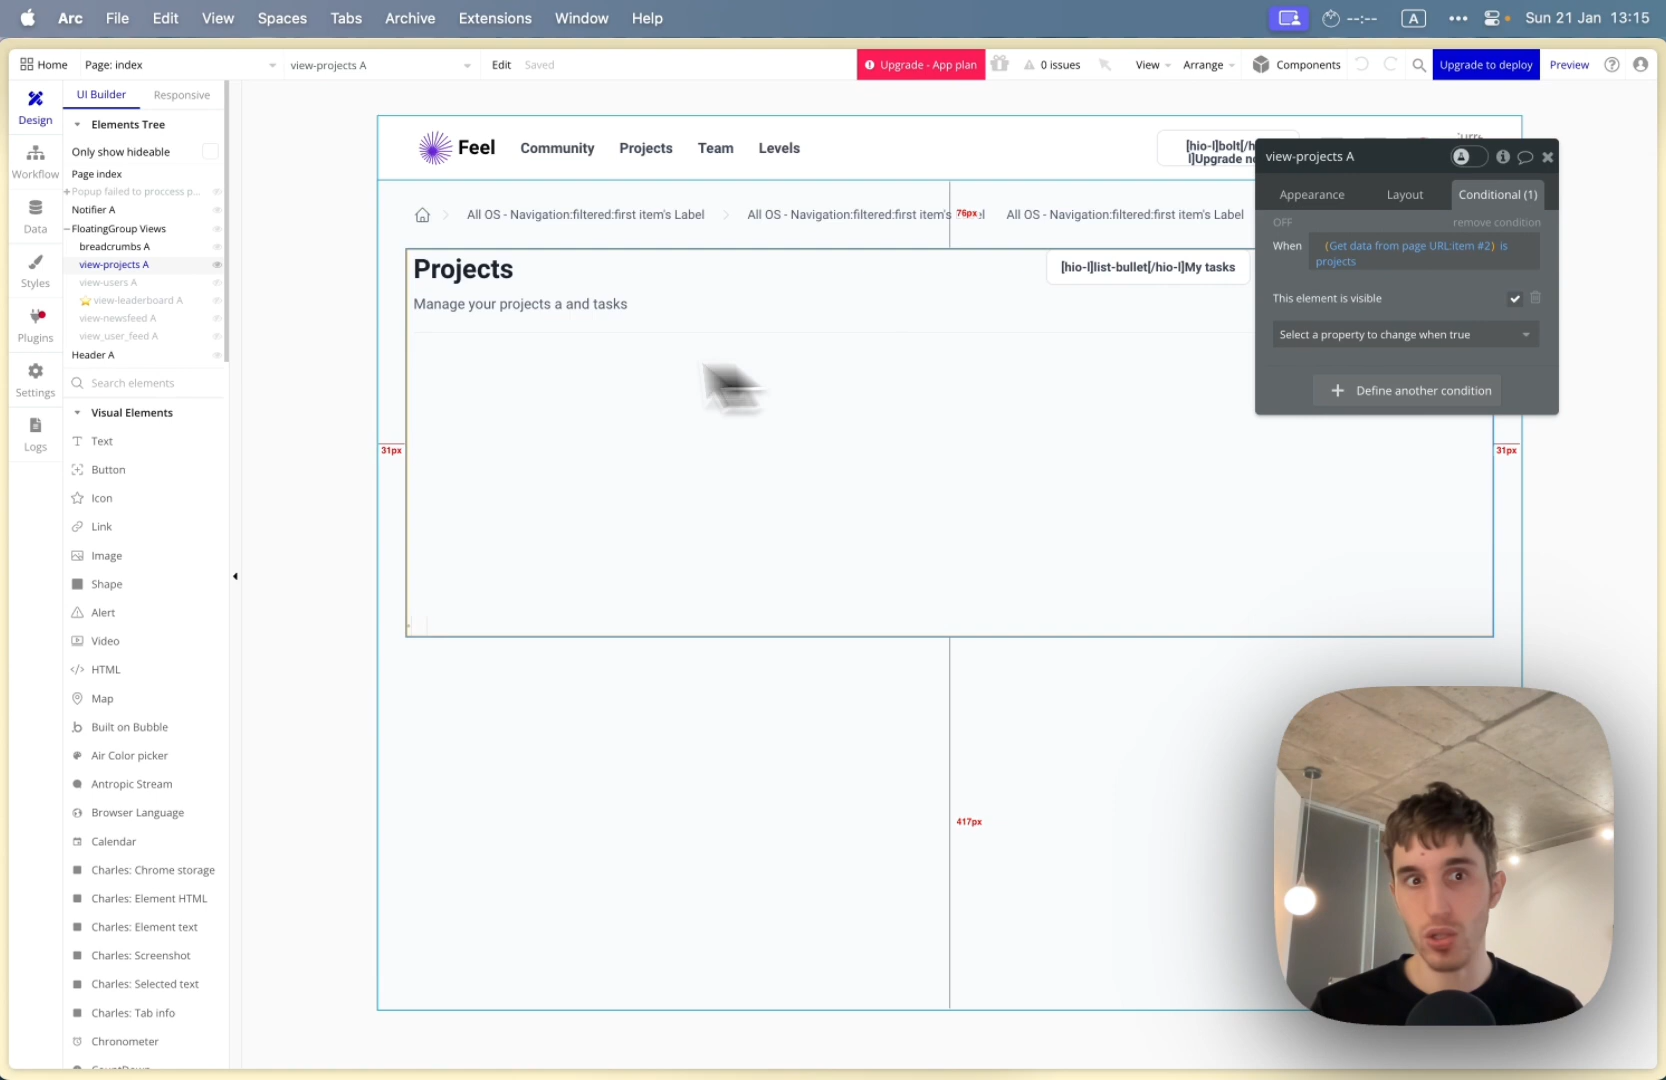 Arc File Edit View Spaces Tabs Archive Extensions Window Help --:-- A Sun 21 Jan 13:15
Home Page: index view-projects A Edit Saved Upgrade - App plan 0 issues View Arrange Components Upgrade to deploy Preview
Design
Workflow
Data
Styles
Plugins
Settings
Logs
UI Builder Responsive
Elements Tree
Only show hideable
Page index
Popup failed to proccess p...
Notifier A
FloatingGroup Views
breadcrumbs A
view-projects A
view-users A
view-leaderboard A
view-newsfeed A
view_user_feed A
Header A
Search elements
Visual Elements
Text
Button
Icon
Link
Image
Shape
Alert
Video
HTML
Map
Built on Bubble
Air Color picker
Antropic Stream
Browser Language
Calendar
Charles: Chrome storage
Charles: Element HTML
Charles: Element text
Charles: Screenshot
Charles: Selected text
Charles: Tab info
Chronometer
Feel Community Projects Team Levels
[hio-l]bolt[/h
l]Upgrade n
All OS - Navigation:filtered:first item's Label All OS - Navigation:filtered:first item's All OS - Navigation:filtered:first item's Label
76px
Projects
Manage your projects a and tasks
[hio-l]list-bullet[/hio-l]My tasks
31px
31px
417px
view-projects A
Appearance Layout Conditional (1)
OFF remove condition
When (Get data from page URL:item #2) is
projects
This element is visible
Select a property to change when true
Define another condition